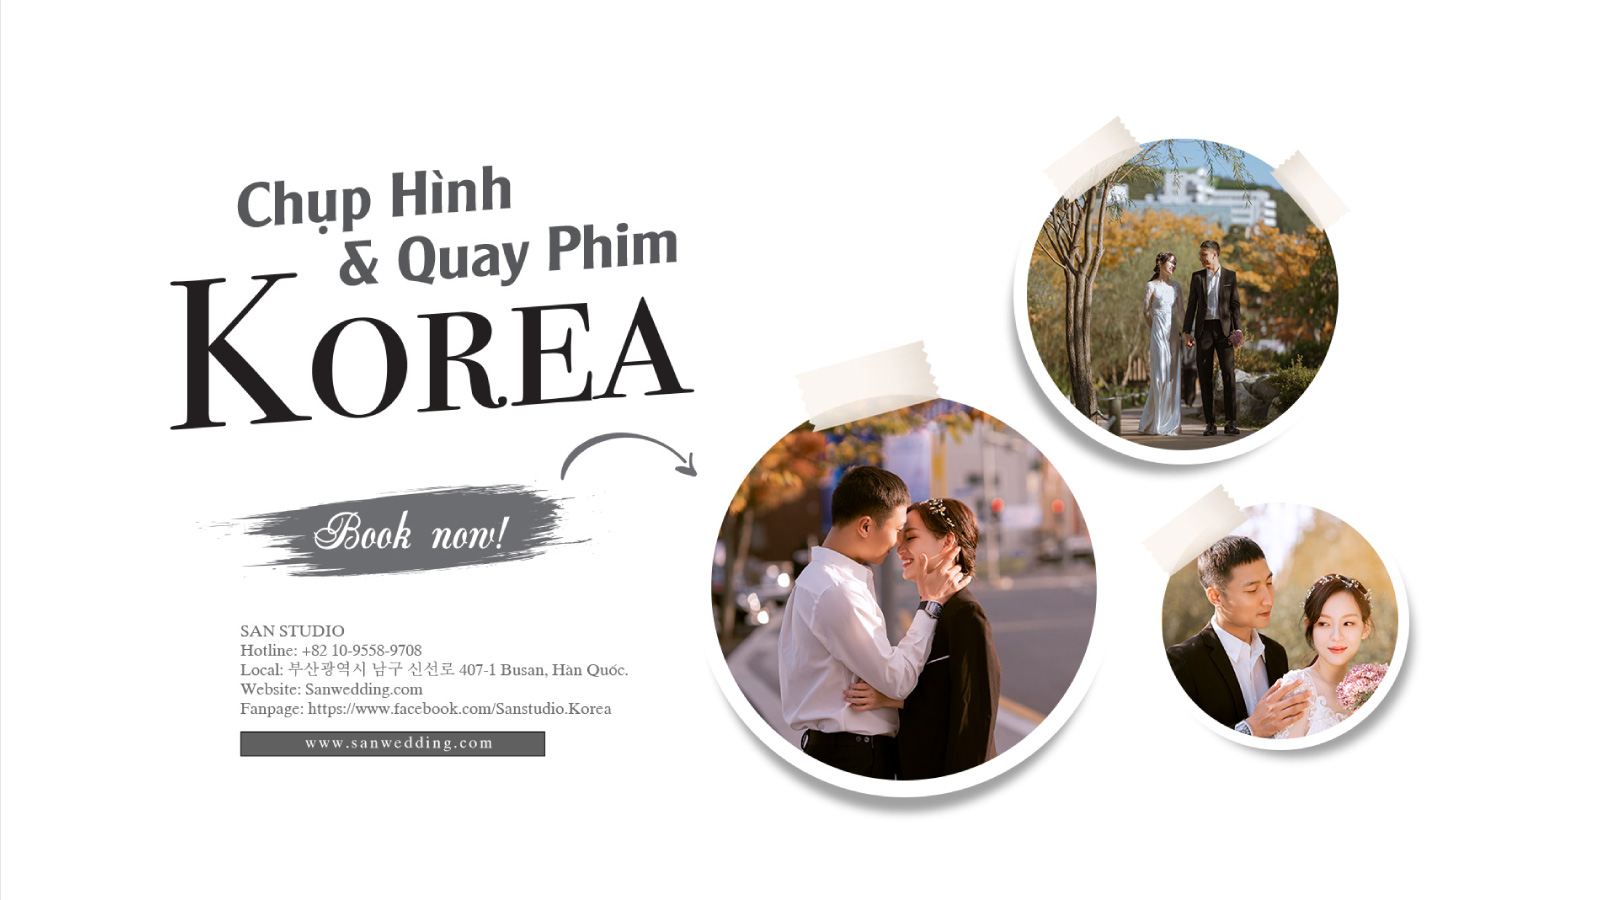 Chụp Hình
& Quay Phim
KOREA
Book now!
SAN STUDIO
Hotline: +82 10-9558-9708
Local: 부산광역시 남구 신선로 407-1 Busan, Hàn Quốc.
Website: Sanwedding.com
Fanpage: https://www.facebook.com/Sanstudio.Korea
www.sanwedding.com